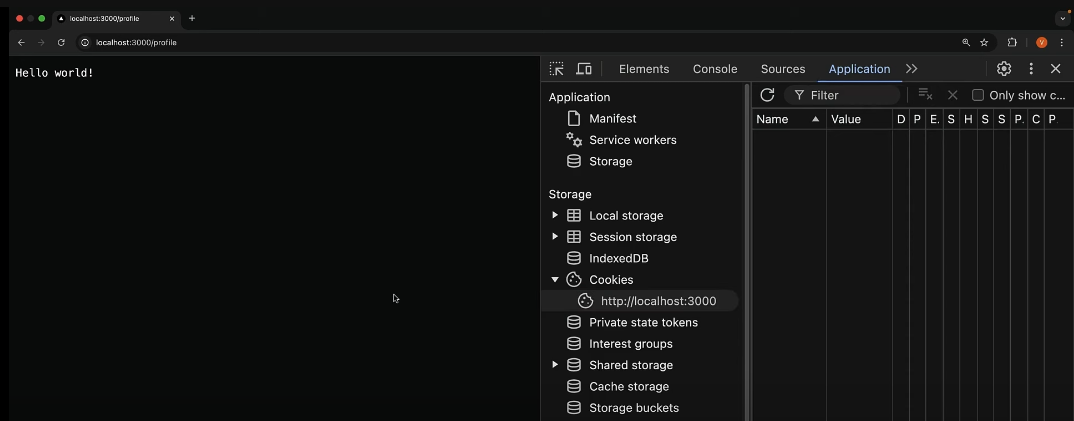 localhost:3000/profile
localhost:3000/profile
V
Hello world!
Elements Console Sources Application
Filter Only show c...
Application
Manifest
Service workers
Storage
Storage
Local storage
Session storage
IndexedDB
Cookies
http://localhost:3000
Private state tokens
Interest groups
Shared storage
Cache storage
Storage buckets
Name Value D P E. S H S S P. C P